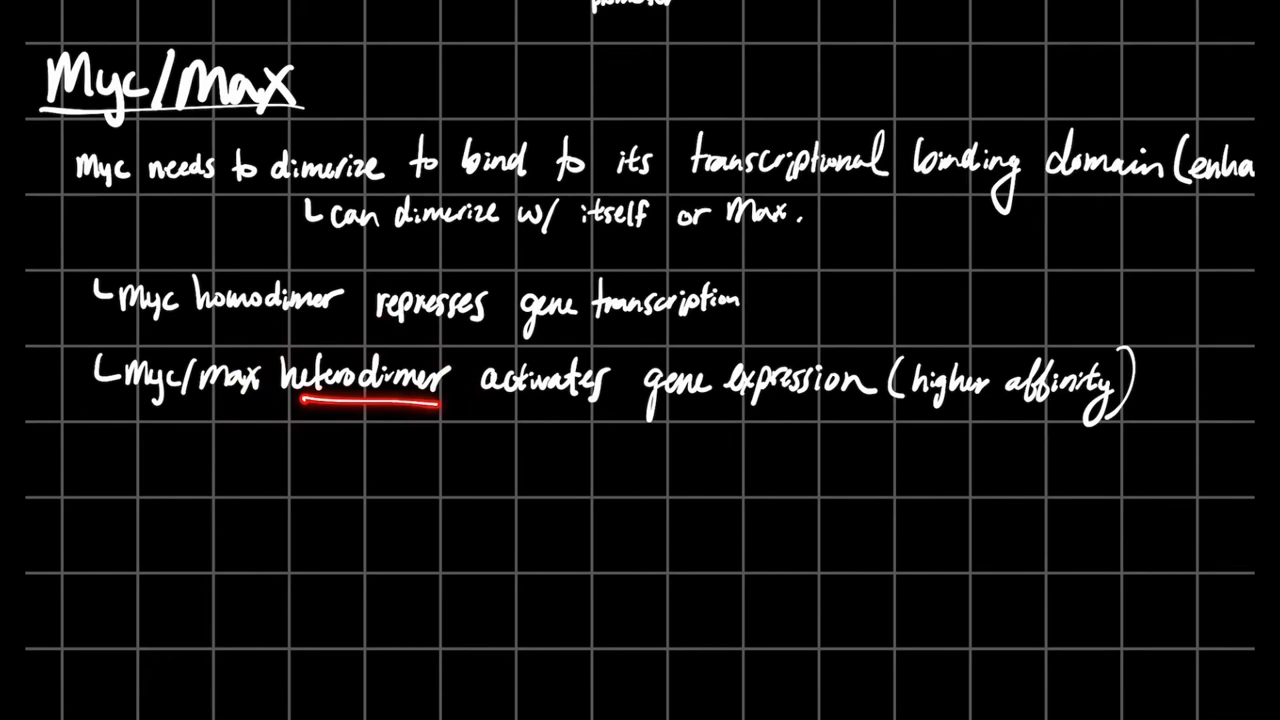 promoter
Myc/Max
Myc needs to dimerize to bind to its transcriptional binding domain (enha
↳ can dimerize w/ itself or Max.
↳ Myc homodimer represses gene transcription
↳ Myc/Max heterodimer activates gene expression (higher affinity)